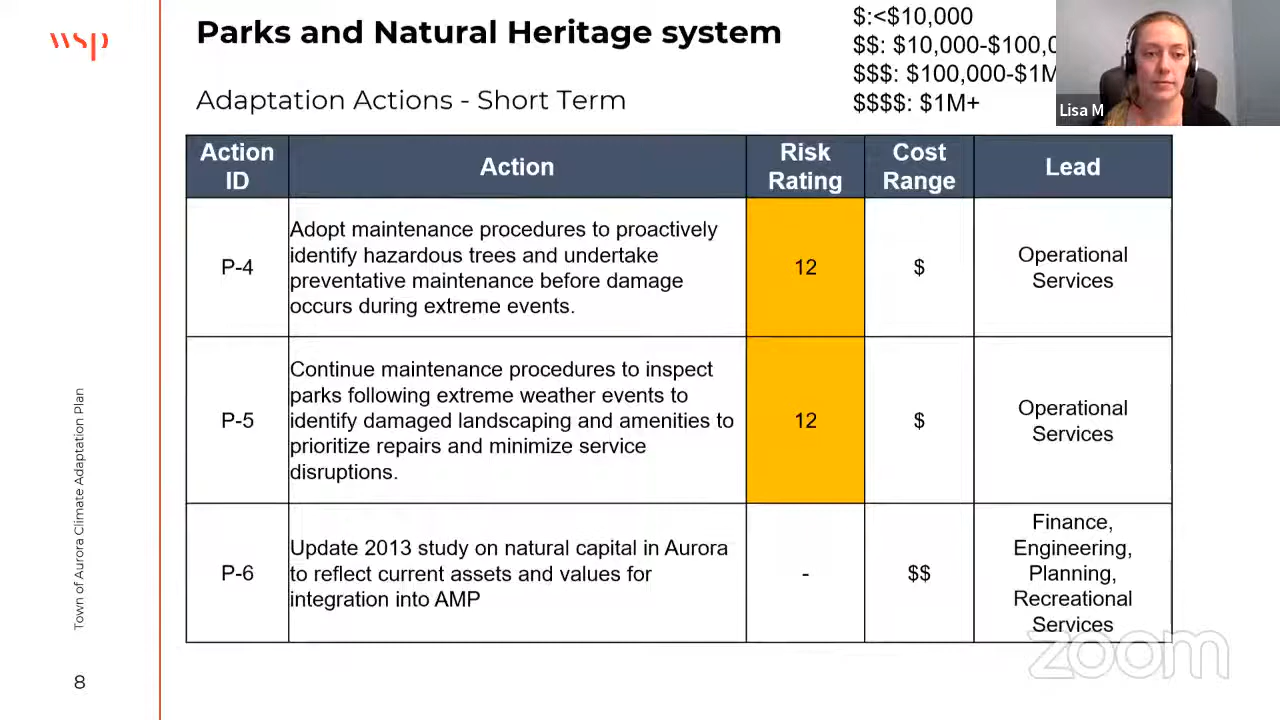 wsp
Parks and Natural Heritage system
$:<$10,000
$$: $10,000-$100,0
$$$: $100,000-$1M
$$$$: $1M+
Lisa M
Adaptation Actions - Short Term
Action
ID
Action
Risk
Rating
Cost
Range
Lead
P-4
Adopt maintenance procedures to proactively
identify hazardous trees and undertake
preventative maintenance before damage
occurs during extreme events.
12
$
Operational
Services
P-5
Continue maintenance procedures to inspect
parks following extreme weather events to
identify damaged landscaping and amenities to
prioritize repairs and minimize service
disruptions.
12
$
Operational
Services
P-6
Update 2013 study on natural capital in Aurora
to reflect current assets and values for
integration into AMP
-
$$
Finance,
Engineering,
Planning,
Recreational
Services
Town of Aurora Climate Adaptation Plan
8
zoom